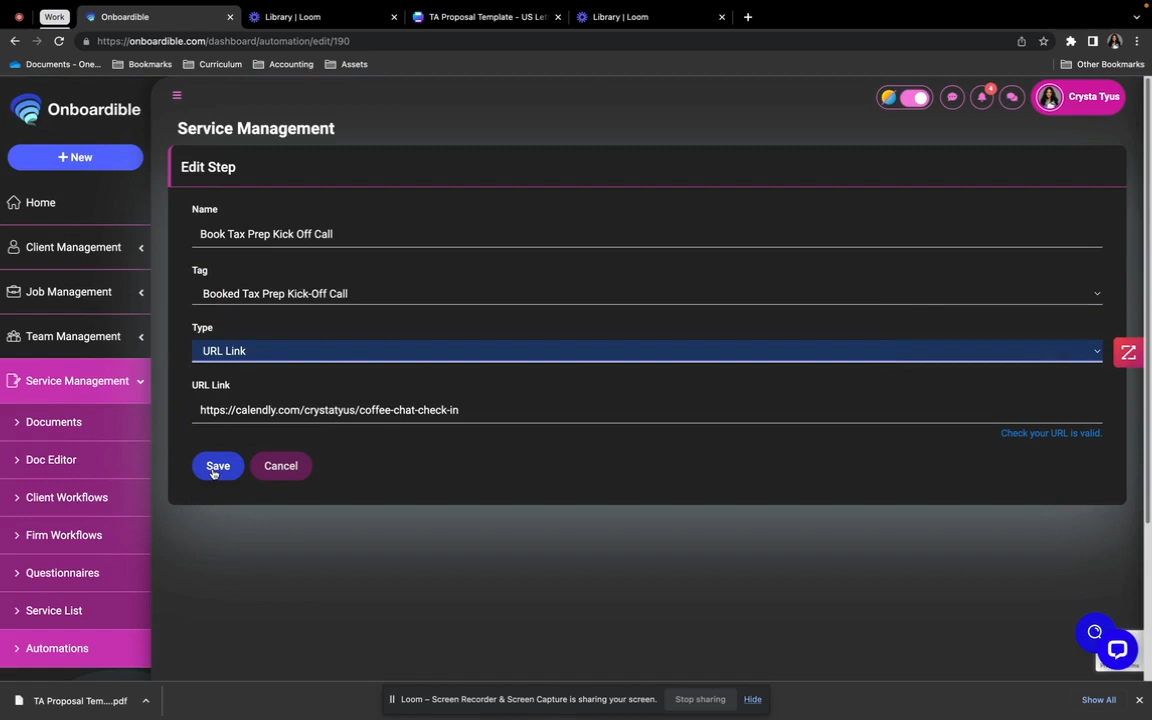 Work
Onboardible
Library | Loom
TA Proposal Template - US Let
Library | Loom
https://onboardible.com/dashboard/automation/edit/190
Documents - One...
Bookmarks
Curriculum
Accounting
Assets
Other Bookmarks
Onboardible
4
Crysta Tyus
+ New
Service Management
Edit Step
Home
Name
Book Tax Prep Kick Off Call
Client Management
Tag
Booked Tax Prep Kick-Off Call
Job Management
Type
Team Management
URL Link
Service Management
URL Link
https://calendly.com/crystatyus/coffee-chat-check-in
Documents
Check your URL is valid.
Doc Editor
Save
Cancel
Client Workflows
Firm Workflows
Questionnaires
Service List
Automations
TA Proposal Tem....pdf
Loom – Screen Recorder & Screen Capture is sharing your screen.
Stop sharing
Hide
Show All